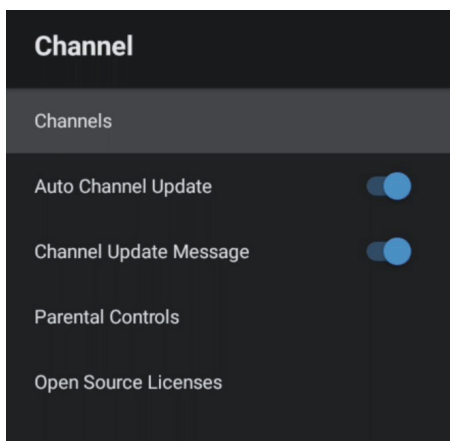 Channel
Channels
Auto Channel Update
Channel Update Message
Parental Controls
Open Source Licenses